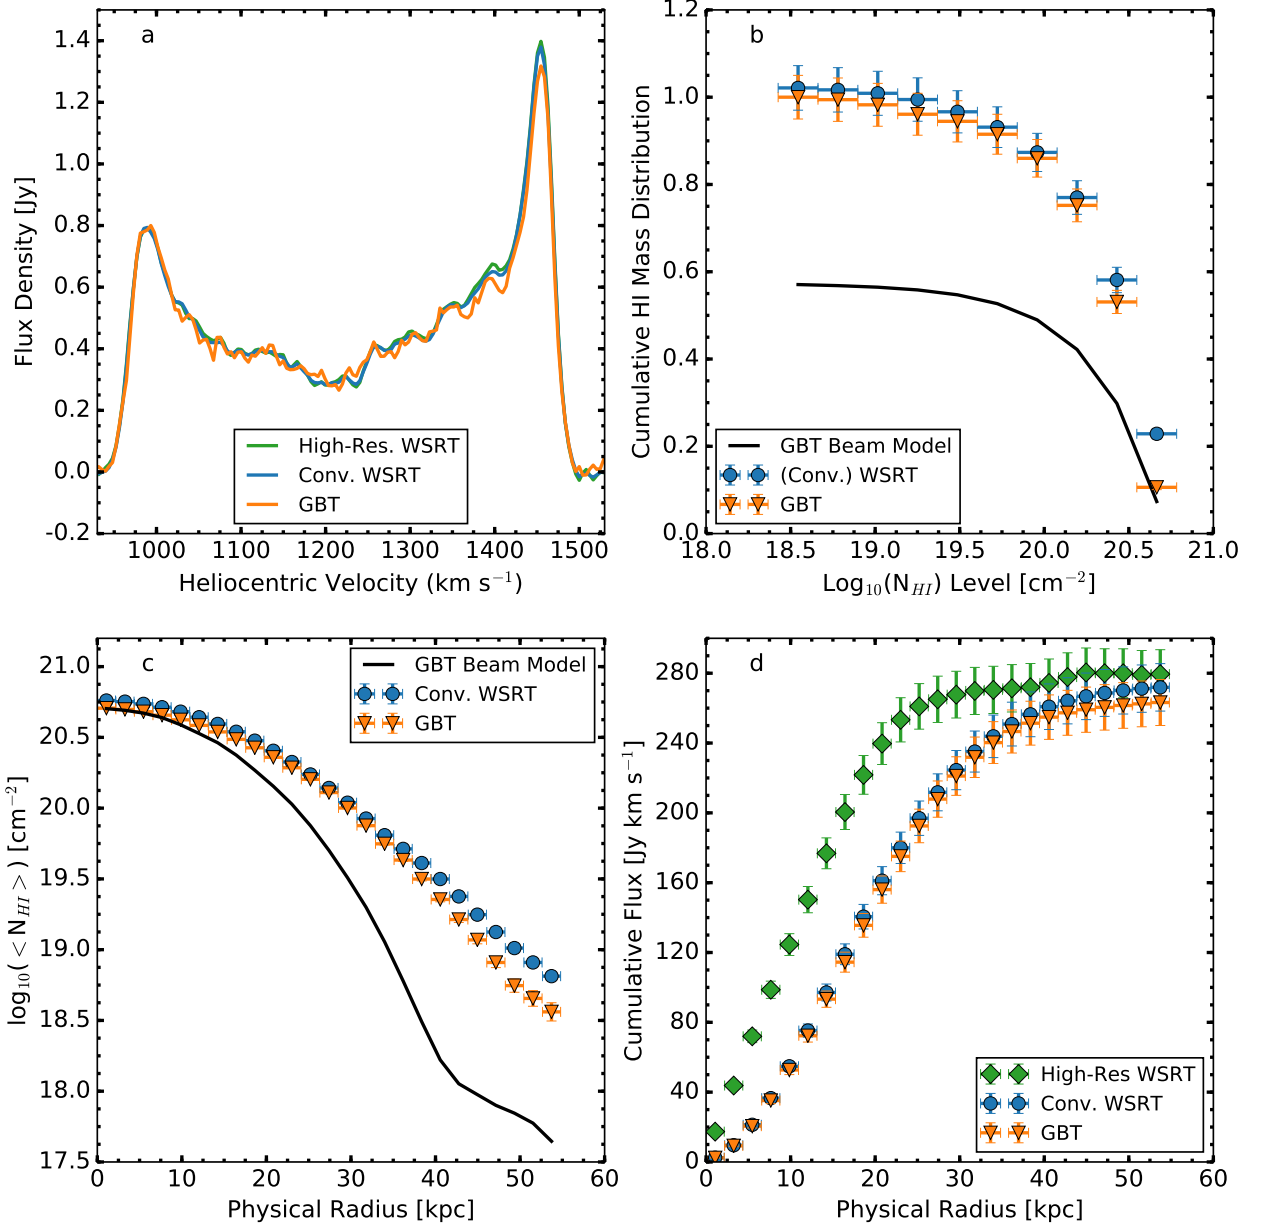 a
1.4
1.2
1.0
0.8
0.6
0.4
0.2
0.0
-0.2
Flux Density [Jy]
High-Res. WSRT
Conv. WSRT
GBT
1000 1100 1200 1300 1400 1500
Heliocentric Velocity (km s⁻¹)
b
1.2
1.0
0.8
0.6
0.4
0.2
0.0
Cumulative HI Mass Distribution
GBT Beam Model
(Conv.) WSRT
GBT
18.0 18.5 19.0 19.5 20.0 20.5 21.0
Log₁₀(N_HI) Level [cm⁻²]
c
21.0
20.5
20.0
19.5
19.0
18.5
18.0
17.5
log₁₀(< N_HI >) [cm⁻²]
GBT Beam Model
Conv. WSRT
GBT
0 10 20 30 40 50 60
Physical Radius [kpc]
d
280
240
200
160
120
80
40
0
Cumulative Flux [Jy km s⁻¹]
High-Res WSRT
Conv. WSRT
GBT
0 10 20 30 40 50 60
Physical Radius [kpc]